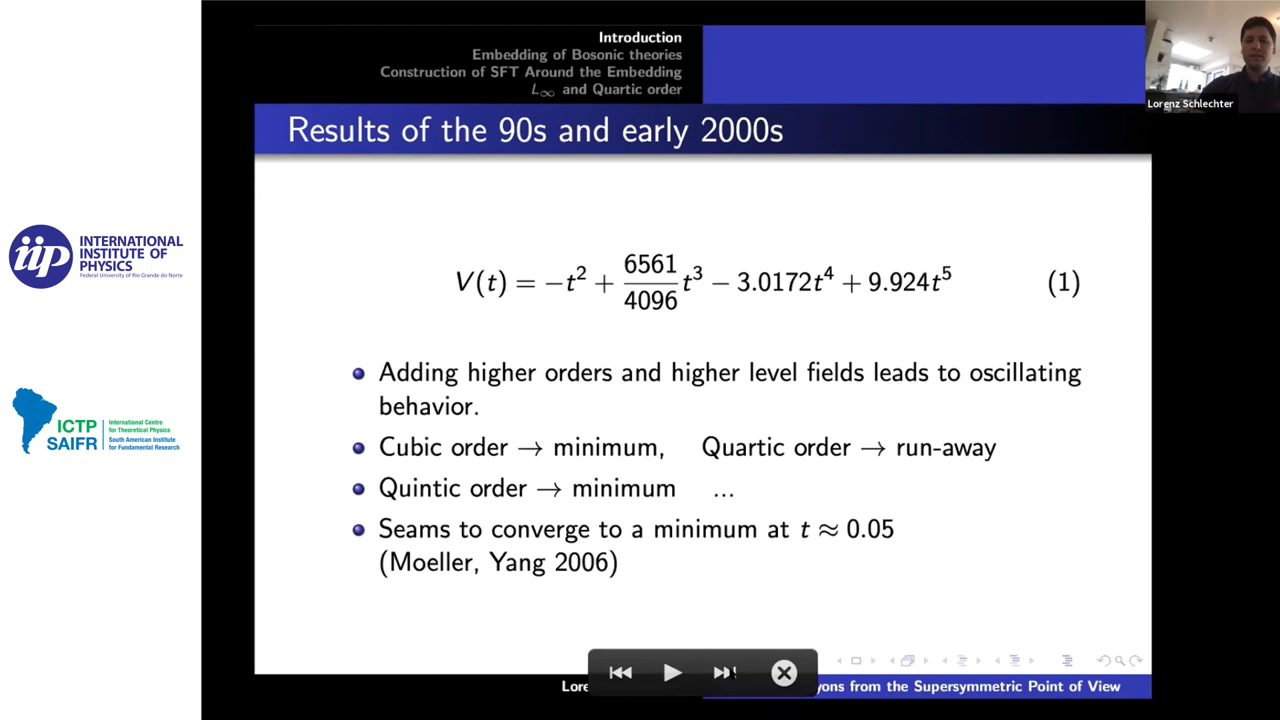 Introduction
Embedding of Bosonic theories
Construction of SFT Around the Embedding
L∞ and Quartic order
Lorenz Schlechter
Results of the 90s and early 2000s
INTERNATIONAL
INSTITUTE OF
PHYSICS
Federal University of Rio Grande do Norte
V(t) = −t² + 6561/4096 t³ − 3.0172t⁴ + 9.924t⁵ (1)
Adding higher orders and higher level fields leads to oscillating
behavior.
ICTP
SAIFR
International Centre
for Theoretical Physics
South American Institute
for Fundamental Research
Cubic order → minimum, Quartic order → run-away
Quintic order → minimum ...
Seams to converge to a minimum at t ≈ 0.05
(Moeller, Yang 2006)
from the Supersymmetric Point of View